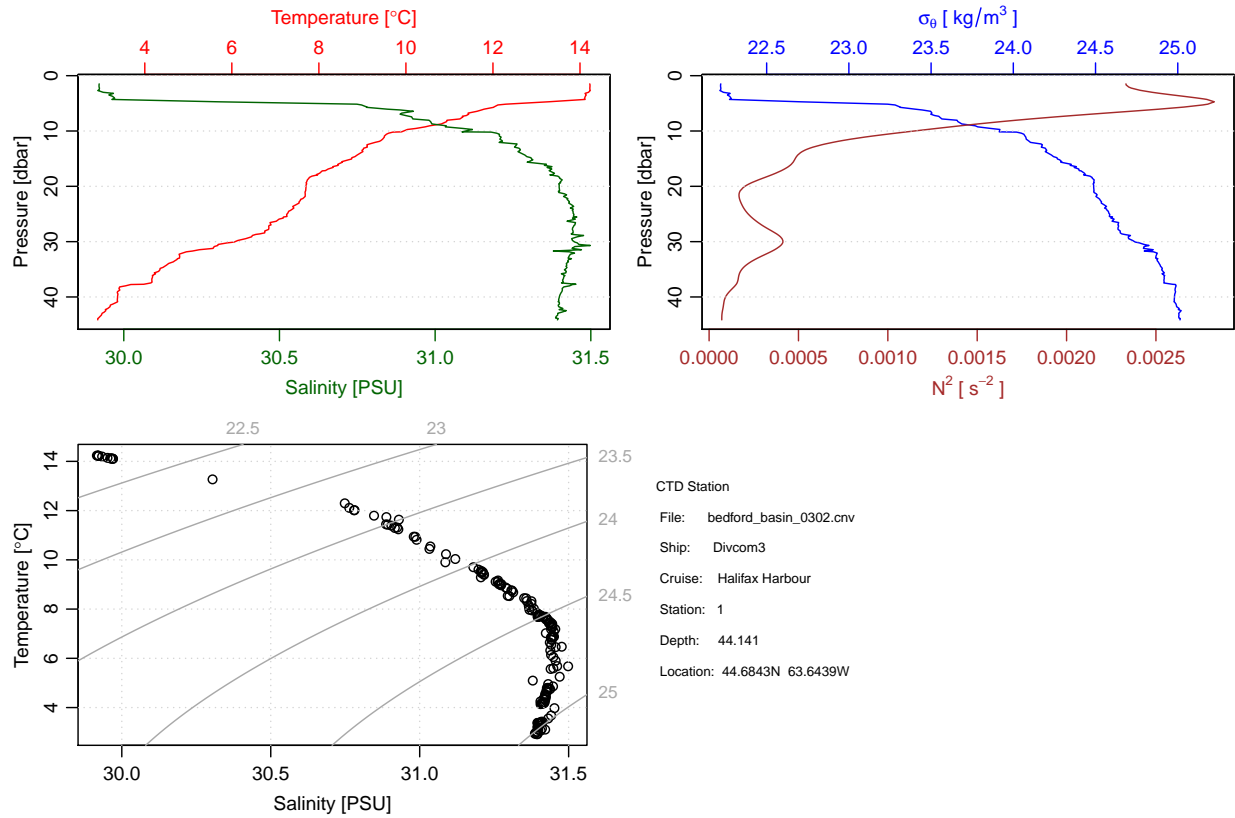 Temperature [°C]
4 6 8 10 12 14
0
10
20
30
40
Pressure [dbar]
30.0 30.5 31.0 31.5
Salinity [PSU]
σθ [ kg/m³ ]
22.5 23.0 23.5 24.0 24.5 25.0
0
10
20
30
40
Pressure [dbar]
0.0000 0.0005 0.0010 0.0015 0.0020 0.0025
N² [ s⁻² ]
22.5 23
23.5
24
24.5
25
14
12
10
8
6
4
Temperature [°C]
30.0 30.5 31.0 31.5
Salinity [PSU]
CTD Station
File: bedford_basin_0302.cnv
Ship: Divcom3
Cruise: Halifax Harbour
Station: 1
Depth: 44.141
Location: 44.6843N 63.6439W